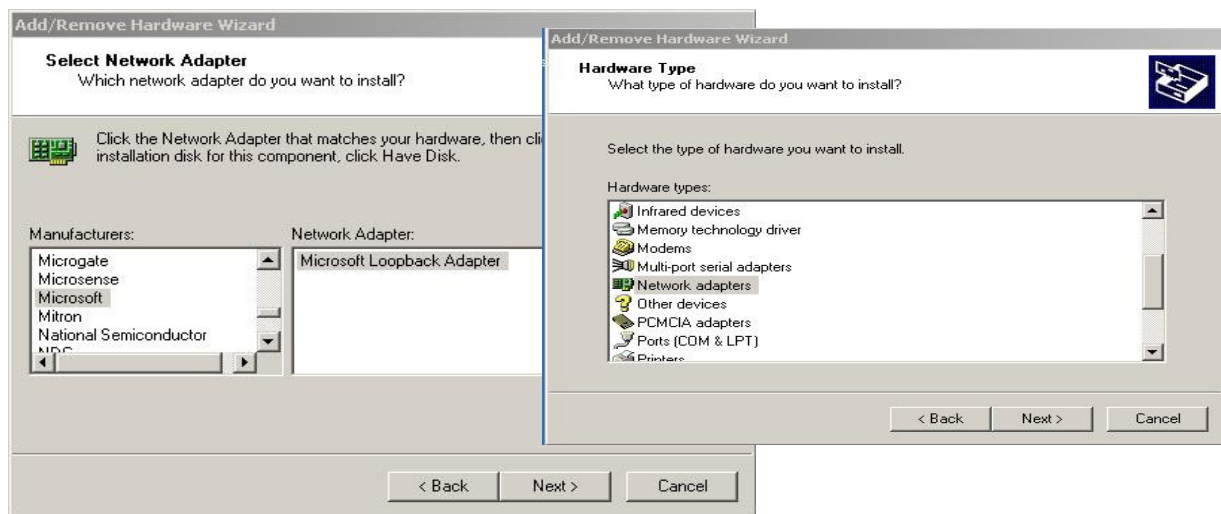 Add/Remove Hardware Wizard
Select Network Adapter
Which network adapter do you want to install?
Click the Network Adapter that matches your hardware, then
installation disk for this component, click Have Disk.
Manufacturers:
Microgate
Microsense
Microsoft
Mitron
National Semiconductor
Network Adapter:
Microsoft Loopback Adapter
< Back
Next >
Cancel
Add/Remove Hardware Wizard
Hardware Type
What type of hardware do you want to install?
Select the type of hardware you want to install.
Hardware types:
Infrared devices
Memory technology driver
Modems
Multi-port serial adapters
Network adapters
Other devices
PCMCIA adapters
Ports (COM & LPT)
Printers
< Back
Next >
Cancel